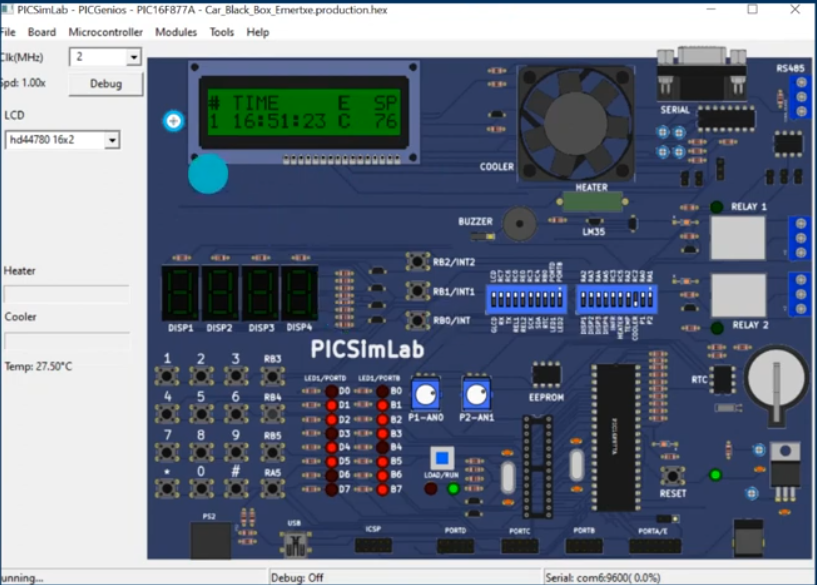 PICSimLab - PICGenios - PIC16F877A - Car_Black_Box_Emertxe.production.hex
File Board Microcontroller Modules Tools Help
Clk(MHz) 2
Spd: 1.00x Debug
LCD
hd44780 16x2
Heater
Cooler
Temp: 27.50°C
# TIME E SP
1 16:51:23 C 76
COOLER
HEATER
LM35
BUZZER
SERIAL
RS485
RELAY 1
RELAY 2
RB2/INT2
RB1/INT1
RB0/INT
DISP1 DISP2 DISP3 DISP4
PICSimLab
1 2 3 RB3
4 5 6 RB4
7 8 9 RB5
* 0 # RA5
LED1/PORTD LED1/PORTB
D0 B0
D1 B1
D2 B2
D3 B3
D4 B4
D5 B5
D6 B6
D7 B7
P1-AN0 P2-AN1
LOAD/RUN
EEPROM
RTC
RESET
PS2
USB
ICSP
PORTD
PORTC
PORTB
PORTA/E
unning...
Debug: Off
Serial: com6:9600( 0.0%)